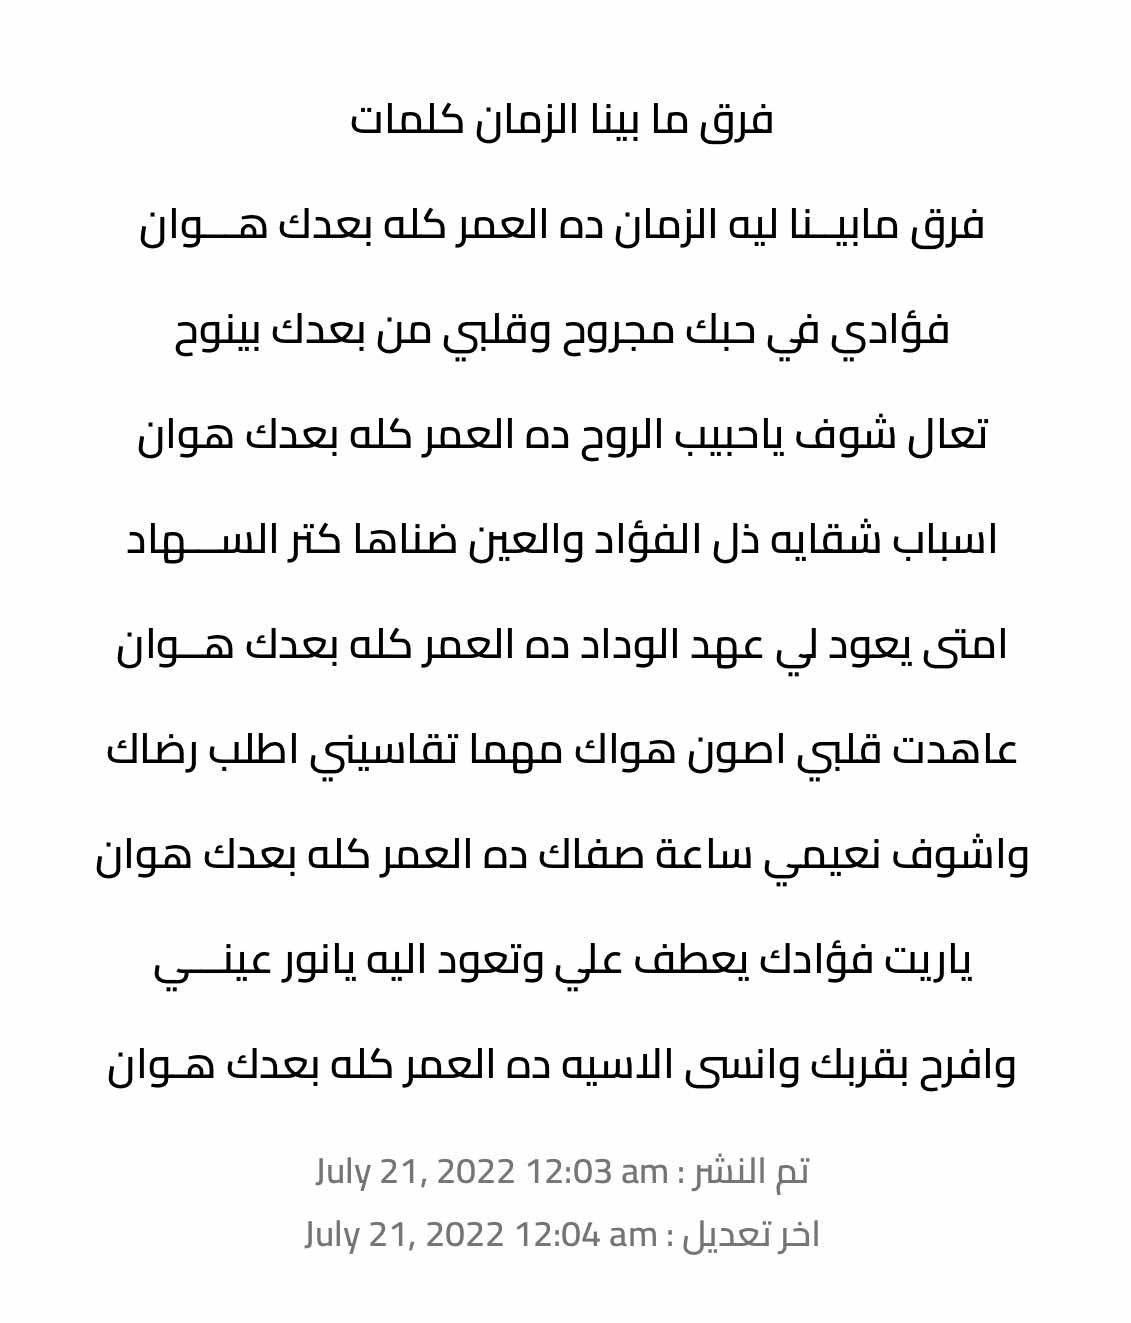 فرق ما بينا الزمان كلمات
فرق مابيــنا ليه الزمان ده العمر كله بعدك هـــوان
فؤادي في حبك مجروح وقلبي من بعدك بينوح
تعال شوف ياحبيب الروح ده العمر كله بعدك هوان
اسباب شقايه ذل الفؤاد والعين ضناها كتر الســـهاد
امتى يعود لي عهد الوداد ده العمر كله بعدك هــوان
عاهدت قلبي اصون هواك مهما تقاسيني اطلب رضاك
واشوف نعيمي ساعة صفاك ده العمر كله بعدك هوان
ياريت فؤادك يعطف علي وتعود اليه يانور عينـــي
وافرح بقربك وانسى الاسيه ده العمر كله بعدك هـوان
تم النشر : July 21, 2022 12:03 am
اخر تعديل : July 21, 2022 12:04 am